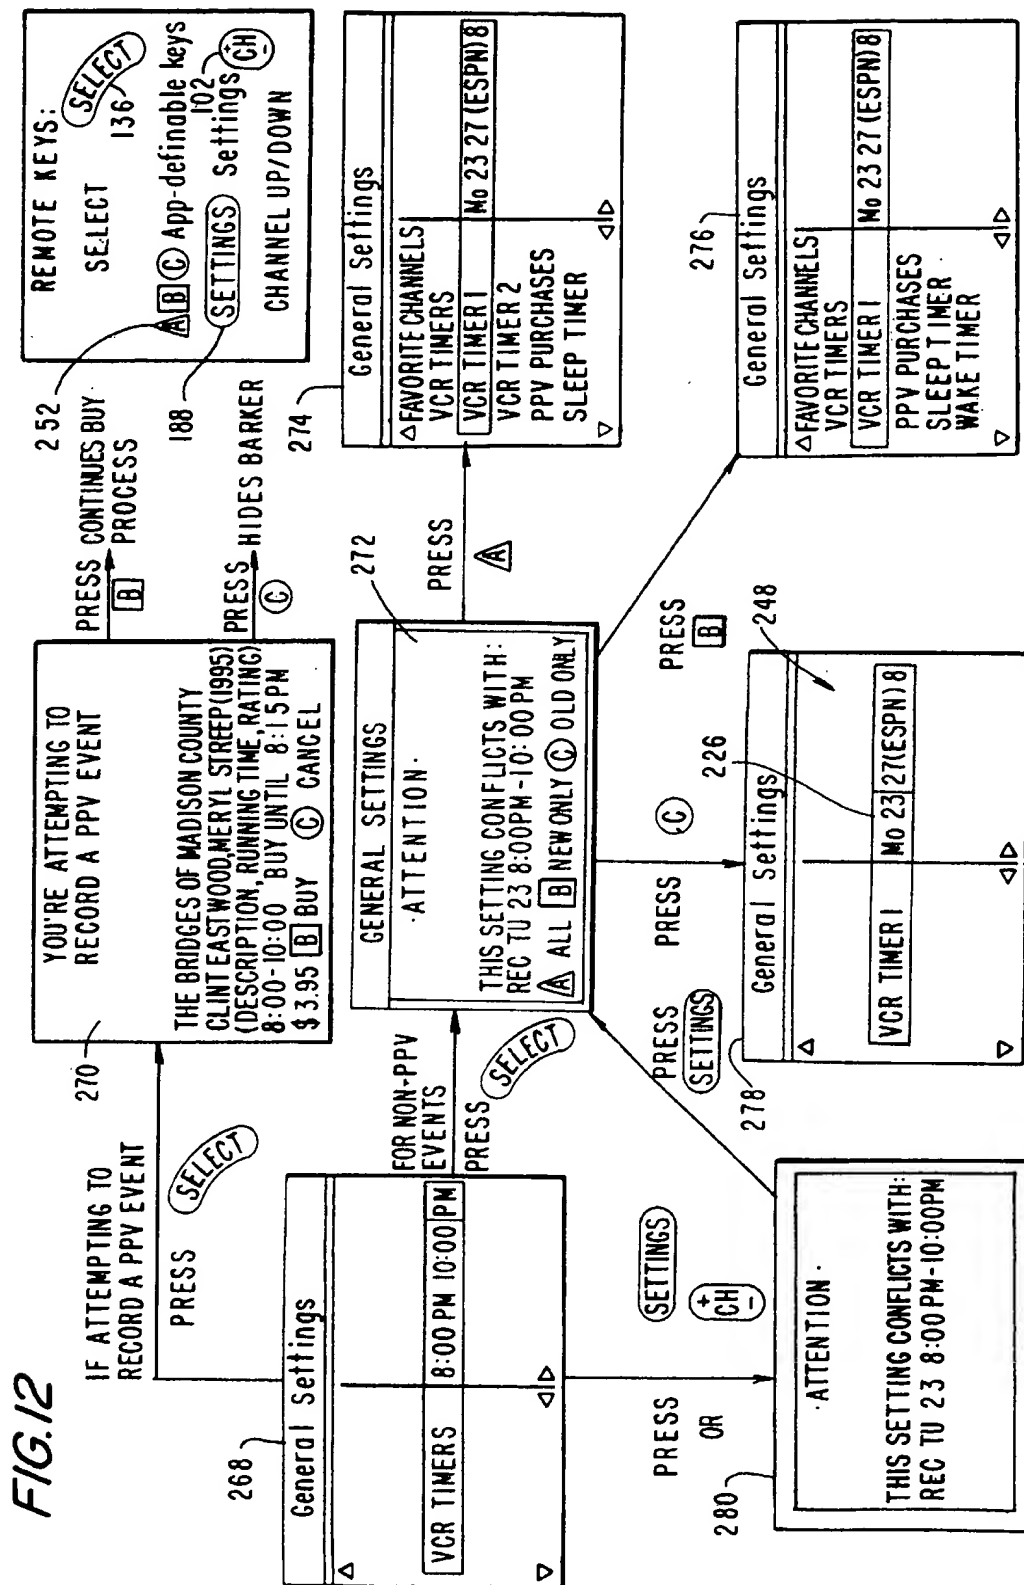 FIG.12
IF ATTEMPTING TO
RECORD A PPV EVENT
PRESS
SELECT
268
General Settings
VCR TIMERS 8:00 PM 10:00 PM
FOR NON-PPV
EVENTS
PRESS
SELECT
PRESS
OR
SETTINGS
+
CH
-
280
·ATTENTION·
THIS SETTING CONFLICTS WITH:
REC TU 23 8:00PM-10:00PM
270
YOU'RE ATTEMPTING TO
RECORD A PPV EVENT
THE BRIDGES OF MADISON COUNTY
CLINT EASTWOOD,MERYL STREEP(1995)
(DESCRIPTION, RUNNING TIME, RATING)
8:00-10:00 BUY UNTIL 8:15PM
$3.95 B BUY C CANCEL
PRESS CONTINUES BUY
PROCESS
B
PRESS HIDES BARKER
C
272
GENERAL SETTINGS
·ATTENTION·
THIS SETTING CONFLICTS WITH:
REC TU 23 8:00PM-10:00PM
A ALL B NEW ONLY C OLD ONLY
PRESS
A
PRESS
B
PRESS
C
PRESS
SETTINGS
278
General Settings
226
248
VCR TIMER 1 Mo 23 27(ESPN) 8
REMOTE KEYS:
SELECT
SELECT
136
252
A B C App-definable keys
102
188
SETTINGS Settings
+
CH
-
CHANNEL UP/DOWN
274
General Settings
FAVORITE CHANNELS
VCR TIMERS
VCR TIMER 1 Mo 23 27 (ESPN) 8
VCR TIMER 2
PPV PURCHASES
SLEEP TIMER
276
General Settings
FAVORITE CHANNELS
VCR TIMERS
VCR TIMER 1 Mo 23 27 (ESPN) 8
PPV PURCHASES
SLEEP TIMER
WAKE TIMER